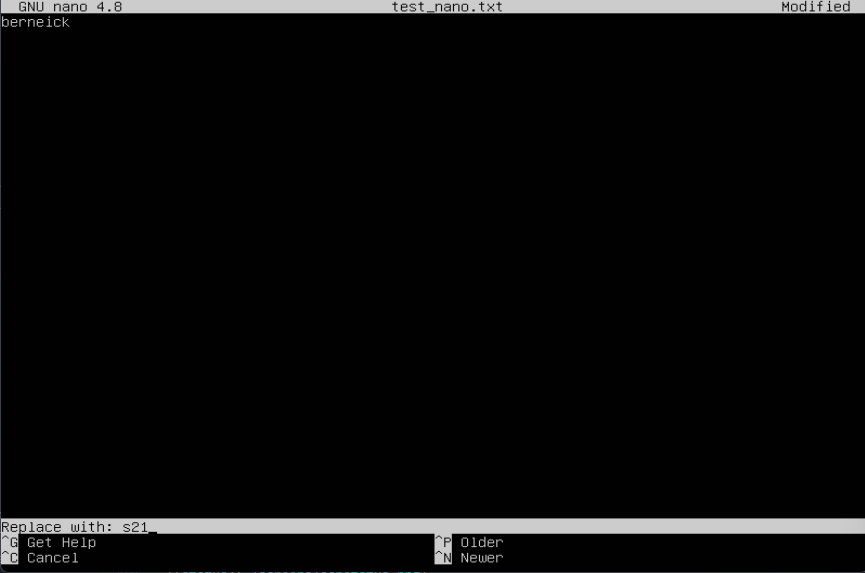 GNU nano 4.8 test_nano.txt Modified
berneick
Replace with: s21_
^G Get Help ^P Older
^C Cancel ^N Newer